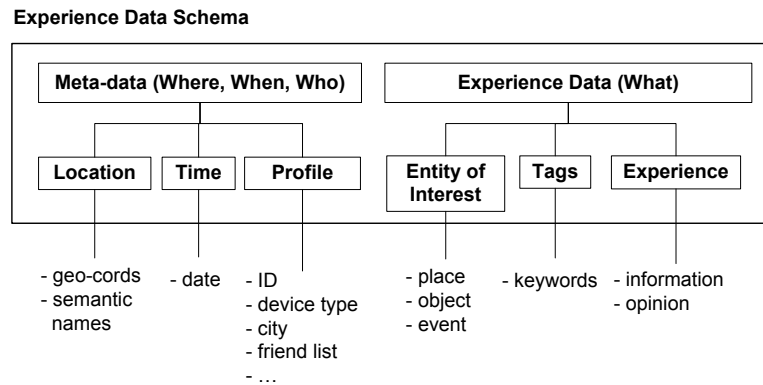 Experience Data Schema
Meta-data (Where, When, Who)
Experience Data (What)
Location
Time
Profile
Entity of
Interest
Tags
Experience
- geo-cords
- semantic
names
- date
- ID
- device type
- city
- friend list
- ...
- place
- object
- event
- keywords
- information
- opinion